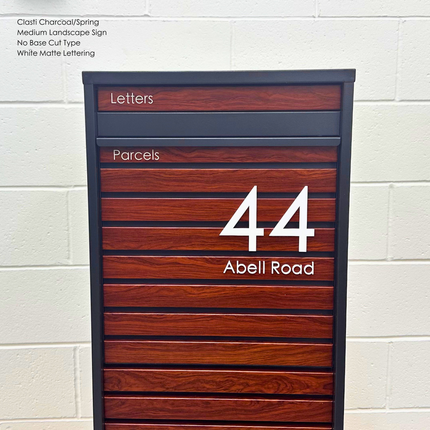 Clasti Charcoal/Spring
Medium Landscape Sign
No Base Cut Type
White Matte Lettering
Letters
Parcels
44
Abell Road